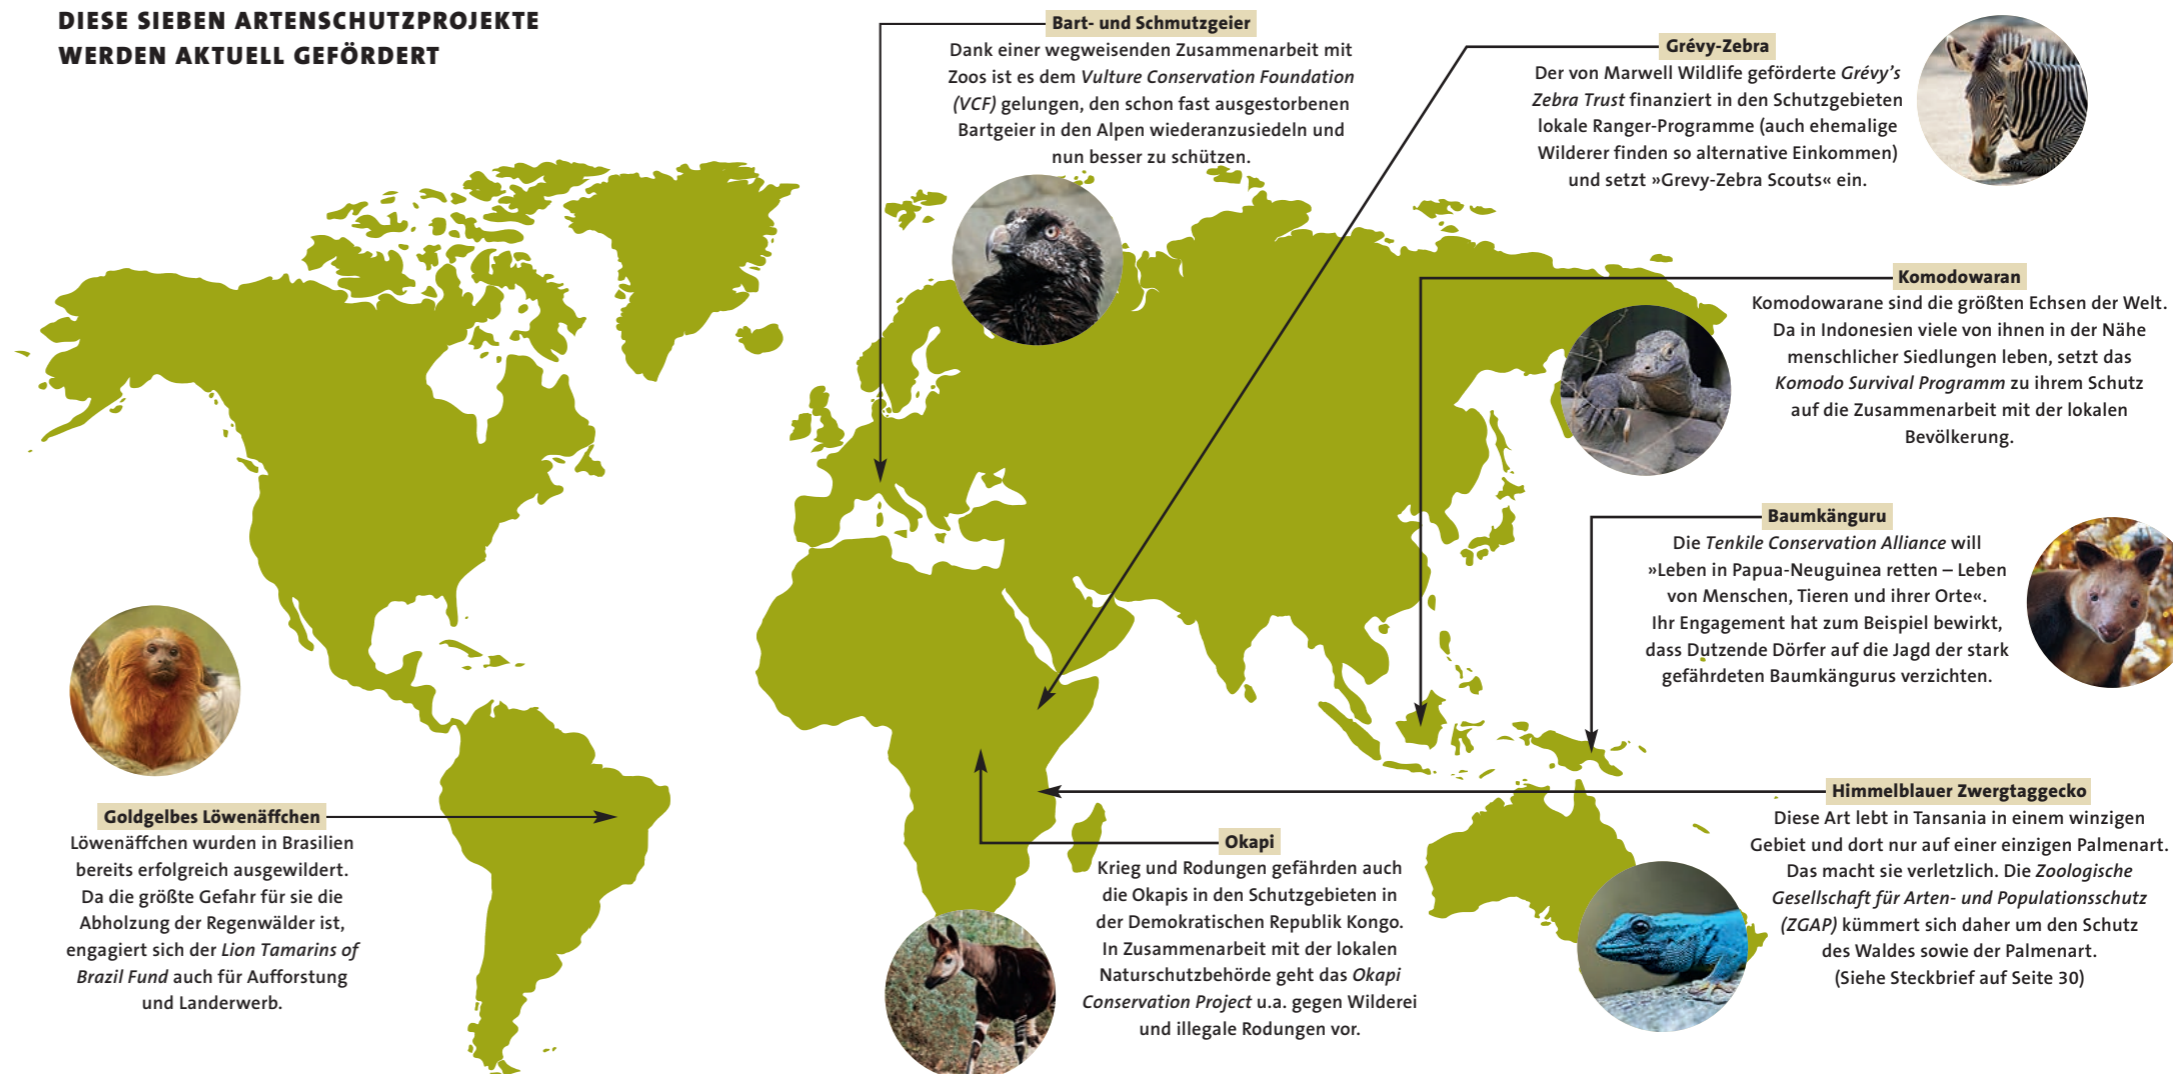 DIESE SIEBEN ARTENSCHUTZPROJEKTE
WERDEN AKTUELL GEFÖRDERT
Bart- und Schmutzgeier
Dank einer wegweisenden Zusammenarbeit mit
Zoos ist es dem Vulture Conservation Foundation
(VCF) gelungen, den schon fast ausgestorbenen
Bartgeier in den Alpen wiederanzusiedeln und
nun besser zu schützen.
Grévy-Zebra
Der von Marwell Wildlife geförderte Grévy’s
Zebra Trust finanziert in den Schutzgebieten
lokale Ranger-Programme (auch ehemalige
Wilderer finden so alternative Einkommen)
und setzt »Grevy-Zebra Scouts« ein.
Komodowaran
Komodowarane sind die größten Echsen der Welt.
Da in Indonesien viele von ihnen in der Nähe
menschlicher Siedlungen leben, setzt das
Komodo Survival Programm zu ihrem Schutz
auf die Zusammenarbeit mit der lokalen
Bevölkerung.
Baumkänguru
Die Tenkile Conservation Alliance will
»Leben in Papua-Neuguinea retten – Leben
von Menschen, Tieren und ihrer Orte«.
Ihr Engagement hat zum Beispiel bewirkt,
dass Dutzende Dörfer auf die Jagd der stark
gefährdeten Baumkängurus verzichten.
Goldgelbes Löwenäffchen
Löwenäffchen wurden in Brasilien
bereits erfolgreich ausgewildert.
Da die größte Gefahr für sie die
Abholzung der Regenwälder ist,
engagiert sich der Lion Tamarins of
Brazil Fund auch für Aufforstung
und Landerwerb.
Okapi
Krieg und Rodungen gefährden auch
die Okapis in den Schutzgebieten in
der Demokratischen Republik Kongo.
In Zusammenarbeit mit der lokalen
Naturschutzbehörde geht das Okapi
Conservation Project u.a. gegen Wilderei
und illegale Rodungen vor.
Himmelblauer Zwergtaggecko
Diese Art lebt in Tansania in einem winzigen
Gebiet und dort nur auf einer einzigen Palmenart.
Das macht sie verletzlich. Die Zoologische
Gesellschaft für Arten- und Populationsschutz
(ZGAP) kümmert sich daher um den Schutz
des Waldes sowie der Palmenart.
(Siehe Steckbrief auf Seite 30)